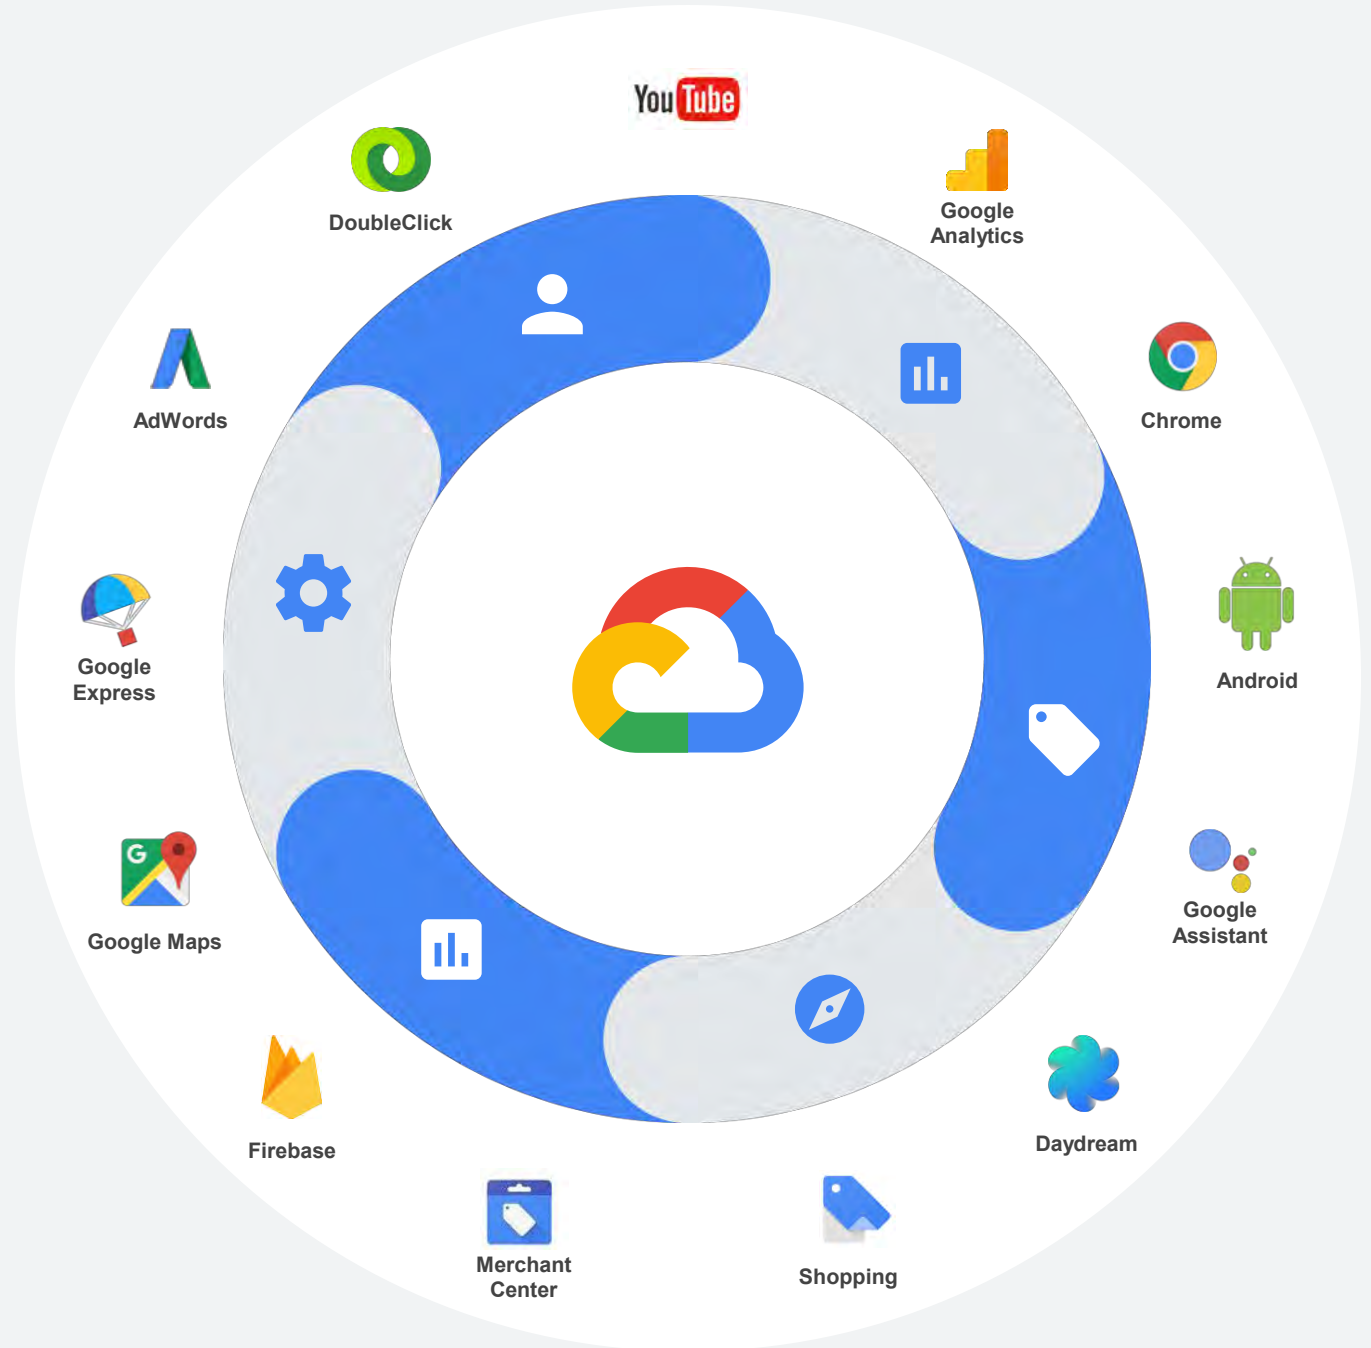 YouTube
DoubleClick
Google
Analytics
AdWords
Chrome
Google
Express
Android
G
Google Maps
Google
Assistant
Firebase
Daydream
Merchant
Center
Shopping